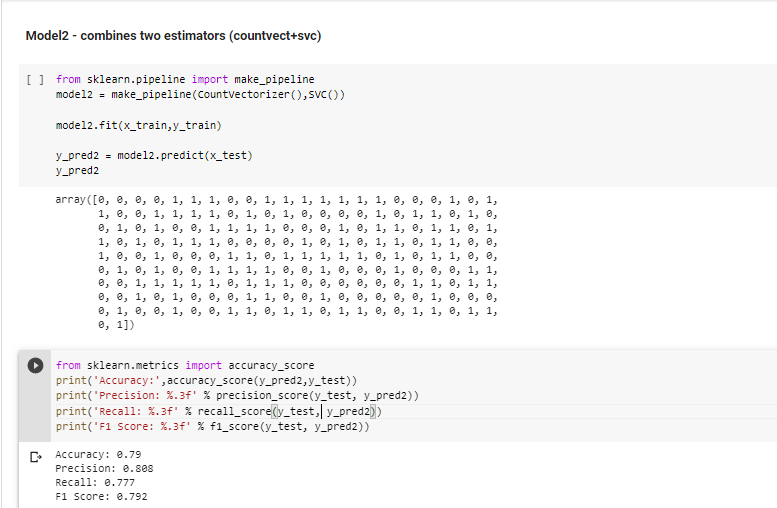 Model2 - combines two estimators (countvect+svc)
[ ] from sklearn.pipeline import make_pipeline
model2 = make_pipeline(CountVectorizer(),SVC())
model2.fit(x_train,y_train)
y_pred2 = model2.predict(x_test)
y_pred2
array([0, 0, 0, 0, 1, 1, 1, 0, 0, 1, 1, 1, 1, 1, 1, 1, 0, 0, 0, 1, 0, 1,
1, 0, 0, 1, 1, 1, 1, 0, 1, 0, 1, 0, 0, 0, 0, 1, 0, 1, 1, 0, 1, 0,
0, 1, 0, 1, 0, 0, 1, 1, 1, 1, 0, 1, 0, 0, 1, 0, 0, 1, 1, 0, 1, 0,
1, 0, 1, 0, 1, 1, 1, 0, 0, 0, 0, 1, 0, 1, 0, 1, 1, 0, 1, 1, 0, 0,
1, 0, 0, 1, 0, 0, 0, 0, 1, 1, 0, 1, 1, 1, 1, 0, 1, 0, 1, 1, 0, 0,
0, 1, 0, 1, 0, 0, 1, 1, 1, 1, 0, 1, 0, 0, 0, 1, 0, 0, 0, 1, 1,
0, 0, 1, 1, 1, 1, 1, 0, 0, 1, 0, 0, 0, 0, 0, 0, 0, 1, 1, 0, 1, 1,
0, 0, 1, 0, 1, 0, 0, 0, 1, 1, 0, 0, 1, 0, 0, 0, 0, 0, 1, 0, 0, 0,
0, 1, 0, 0, 1, 0, 0, 1, 1, 0, 1, 1, 0, 1, 1, 0, 0, 1, 1, 0, 1, 1,
0, 1])
from sklearn.metrics import accuracy_score
print('Accuracy:',accuracy_score(y_pred2,y_test))
print('Precision: %.3f' % precision_score(y_test, y_pred2))
print('Recall: %.3f' % recall_score(y_test, y_pred2))
print('F1 Score: %.3f' % f1_score(y_test, y_pred2))
Accuracy: 0.79
Precision: 0.808
Recall: 0.777
F1 Score: 0.792